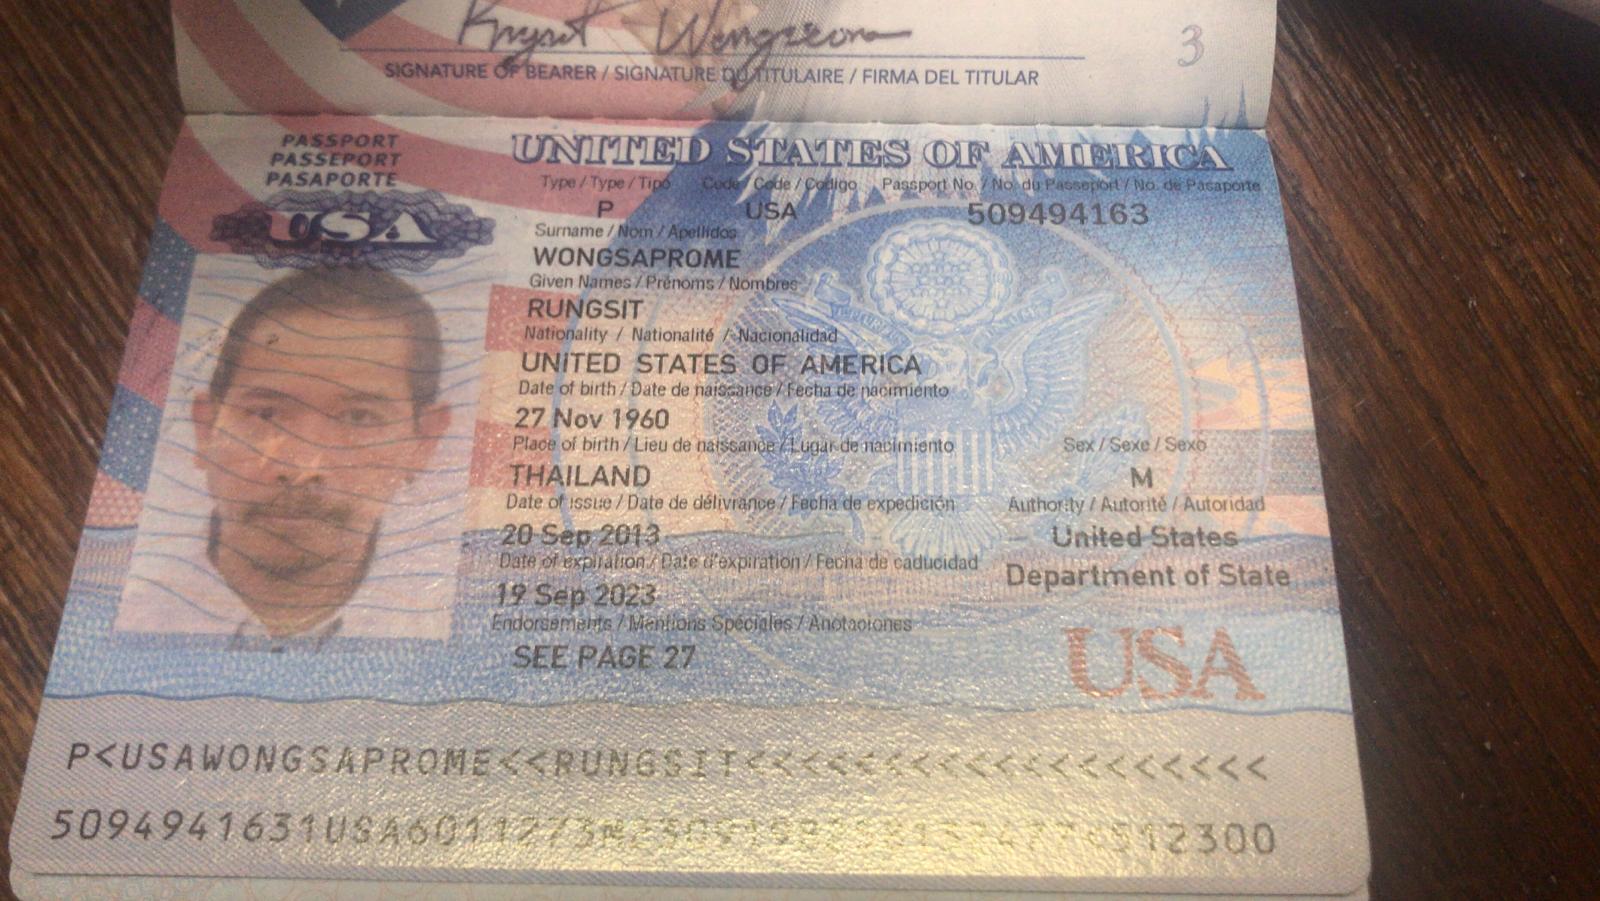 3
SIGNATURE OF BEARER / SIGNATURE DU TITULAIRE / FIRMA DEL TITULAR
PASSPORT
PASSEPORT
PASAPORTE
USA
UNITED STATES OF AMERICA
Type / Type / Tipo Code / Code / Codigo Passport No. / No. du Passeport / No. de Pasaporte
P USA 509494163
Surname / Nom / Apellidos
WONGSAPROME
Given Names / Prénoms / Nombres
RUNGSIT
Nationality / Nationalité / Nacionalidad
UNITED STATES OF AMERICA
Date of birth / Date de naissance / Fecha de nacimiento
27 Nov 1960
Place of birth / Lieu de naissance / Lugar de nacimiento
THAILAND
Sex / Sexe / Sexo
M
Date of issue / Date de délivrance / Fecha de expedición
20 Sep 2013
Authority / Autorité / Autoridad
United States
Department of State
Date of expiration / Date d'expiration / Fecha de caducidad
19 Sep 2023
Endorsements / Mentions Spéciales / Anotaciones
SEE PAGE 27
USA
P<USAWONGSAPROME<<RUNGSIT<<<<<<<<<<<<<<<<<<<